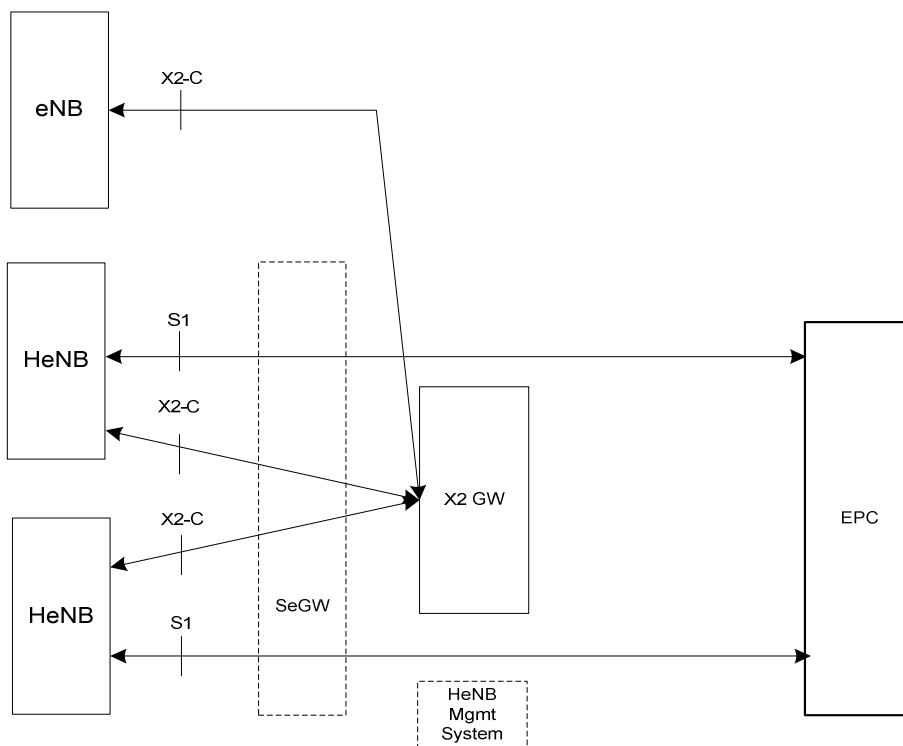 X2-C
eNB
S1
HeNB
X2-C
X2 GW
X2-C
EPC
SeGW
HeNB
S1
HeNB
Mgmt
System